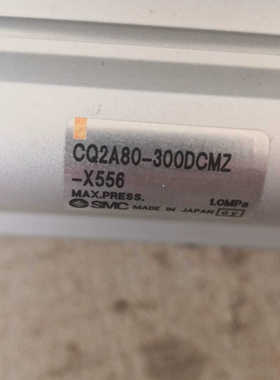 CQ2A80-300DCMZ
-X556
MAX.PRESS. 1.0MPa
SMC MADE IN JAPAN